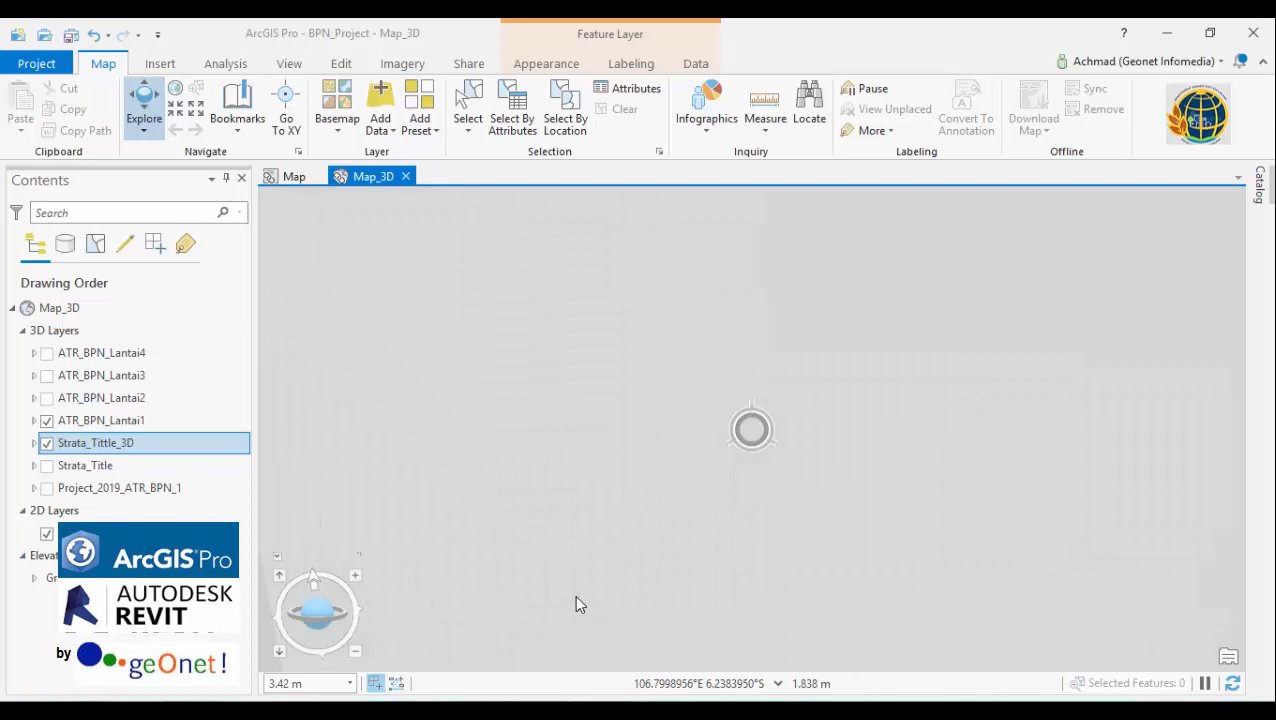 ArcGIS Pro - BPN_Project - Map_3D
Feature Layer
?
Project Map Insert Analysis View Edit Imagery Share Appearance Labeling Data
Achmad (Geonet Infomedia)
Paste
Cut
Copy
Copy Path
Clipboard
Explore
Bookmarks
Go To XY
Navigate
Basemap
Add Data
Add Preset
Layer
Select
Select By Attributes
Select By Location
Attributes
Clear
Selection
Infographics
Measure
Locate
Inquiry
Pause
View Unplaced
More
Convert To Annotation
Labeling
Download Map
Sync
Remove
Offline
Contents
Map
Map_3D
Catalog
Search
Drawing Order
Map_3D
3D Layers
ATR_BPN_Lantai4
ATR_BPN_Lantai3
ATR_BPN_Lantai2
ATR_BPN_Lantai1
Strata_Tittle_3D
Strata_Title
Project_2019_ATR_BPN_1
2D Layers
Elevat
Gr
ArcGIS Pro
AUTODESK
REVIT
by geOnet!
3.42 m
106.7998956°E 6.2383950°S
1.838 m
Selected Features: 0